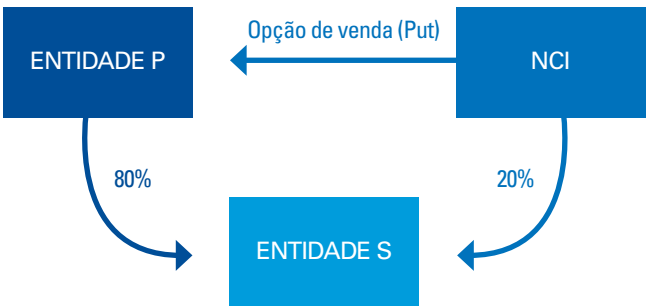 Opção de venda (Put)
ENTIDADE P
NCI
80%
20%
ENTIDADE S